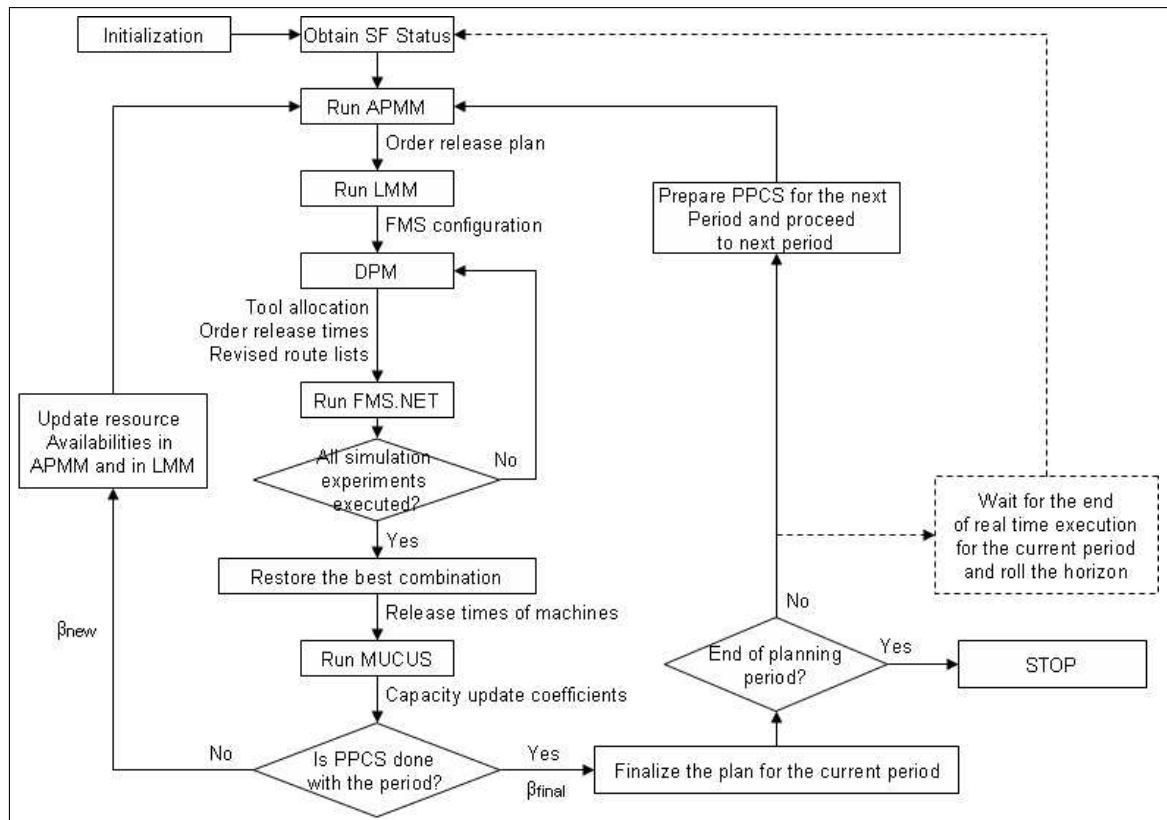 Initialization
Obtain SF Status
Run APMM
Order release plan
Run LMM
Prepare PPCS for the next
Period and proceed
to next period
FMS configuration
DPM
Tool allocation
Order release times
Revised route lists
Run FMS.NET
Update resource
Availabilities in
APMM and in LMM
All simulation
experiments
executed?
No
Wait for the end
of real time execution
for the current period
and roll the horizon
Yes
Restore the best combination
Release times of machines
No
βnew
Run MUCUS
End of planning
period?
Yes
STOP
Capacity update coefficients
No
Is PPCS done
with the period?
Yes
βfinal
Finalize the plan for the current period